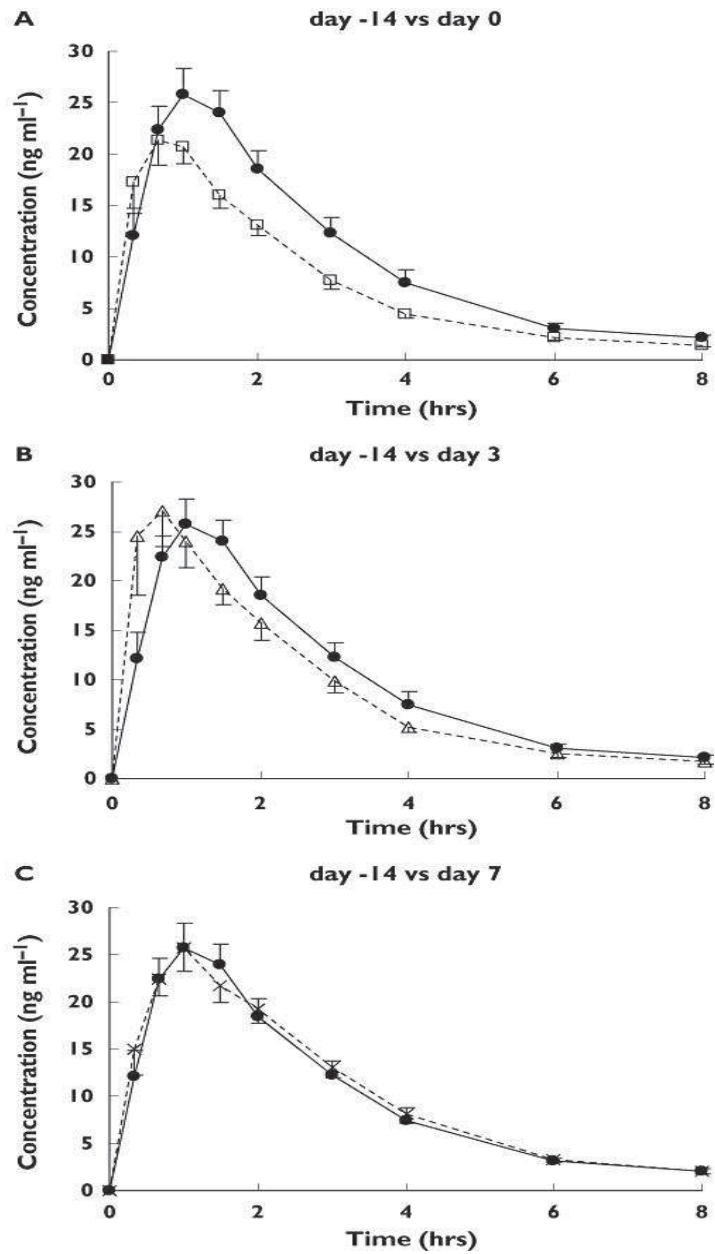 A
day -14 vs day 0
Concentration (ng ml⁻¹)
30
25
20
15
10
5
0
0 2 4 6 8
Time (hrs)
B
day -14 vs day 3
Concentration (ng ml⁻¹)
30
25
20
15
10
5
0
0 2 4 6 8
Time (hrs)
C
day -14 vs day 7
Concentration (ng ml⁻¹)
30
25
20
15
10
5
0
0 2 4 6 8
Time (hrs)